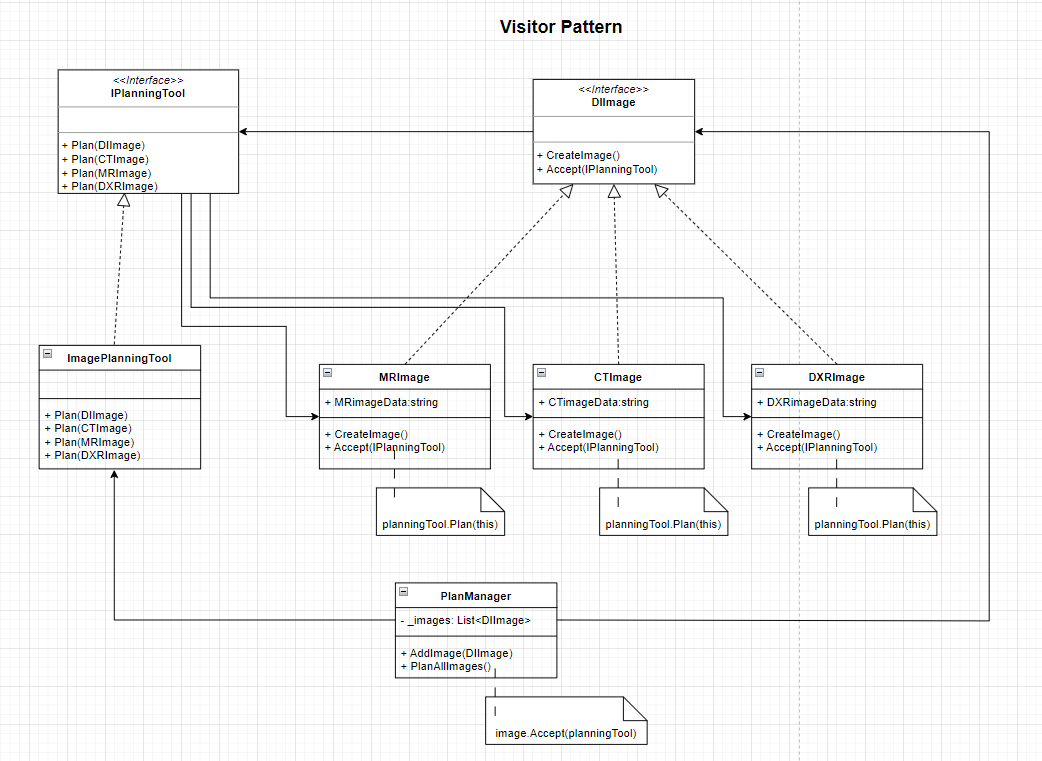 Visitor Pattern
<<Interface>>
IPlanningTool
+ Plan(DIImage)
+ Plan(CTImage)
+ Plan(MRImage)
+ Plan(DXRImage)
<<Interface>>
DIImage
+ CreateImage()
+ Accept(IPlanningTool)
ImagePlanningTool
+ Plan(DIImage)
+ Plan(CTImage)
+ Plan(MRImage)
+ Plan(DXRImage)
MRImage
+ MRimageData:string
+ CreateImage()
+ Accept(IPlanningTool)
planningTool.Plan(this)
CTImage
+ CTimageData:string
+ CreateImage()
+ Accept(IPlanningTool)
planningTool.Plan(this)
DXRImage
+ DXRimageData:string
+ CreateImage()
+ Accept(IPlanningTool)
planningTool.Plan(this)
PlanManager
- _images: List<DIImage>
+ AddImage(DIImage)
+ PlanAllImages()
image.Accept(planningTool)